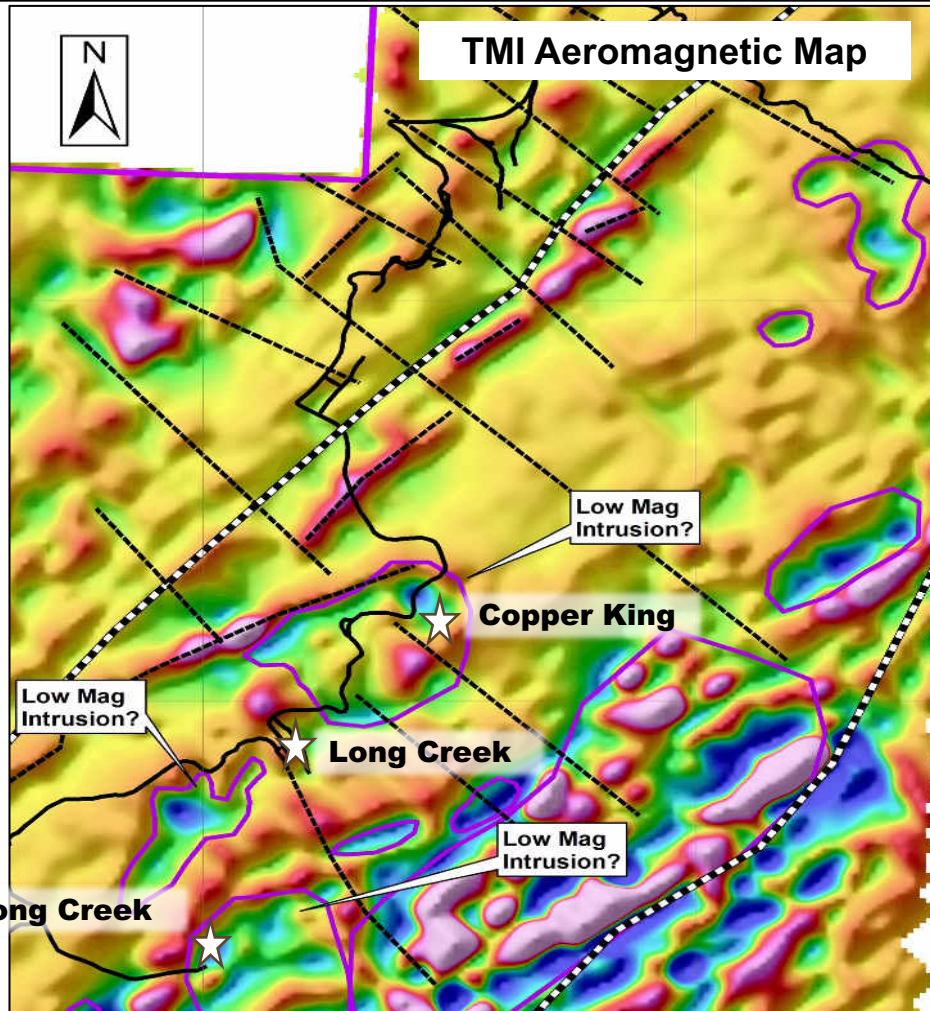 TMI Aeromagnetic Map
N
Low Mag
Intrusion?
Copper King
Low Mag
Intrusion?
Long Creek
Low Mag
Intrusion?
ong Creek